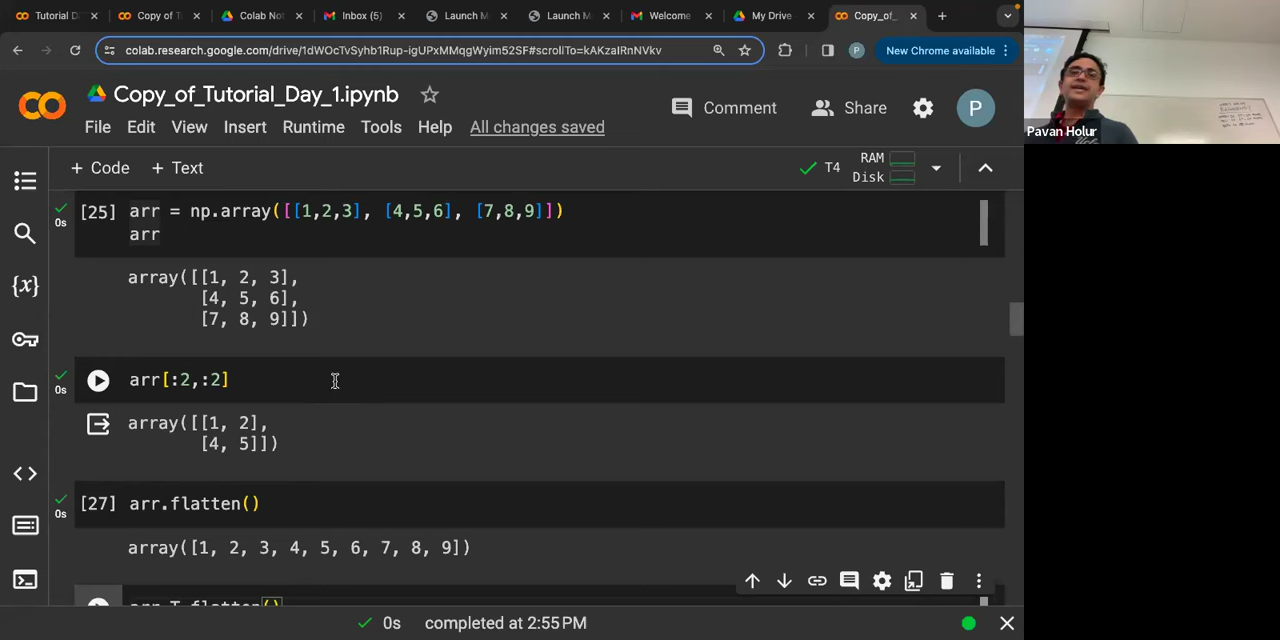 Tutorial D
Copy of T
Colab Not
Inbox (5)
Launch M
Launch M
Welcome
My Drive
Copy_of_
colab.research.google.com/drive/1dWOcTvSyhb1Rup-igUPxMMqgWyim52SF#scrollTo=kAKzaIRnNVkv
P
New Chrome available
Copy_of_Tutorial_Day_1.ipynb
Comment
Share
P
File Edit View Insert Runtime Tools Help All changes saved
+ Code + Text
T4
RAM
Disk
[25] arr = np.array([[1,2,3], [4,5,6], [7,8,9]])
0s
arr
array([[1, 2, 3],
[4, 5, 6],
[7, 8, 9]])
{x}
arr[:2,:2]
0s
array([[1, 2],
[4, 5]])
[27] arr.flatten()
0s
array([1, 2, 3, 4, 5, 6, 7, 8, 9])
arr.T.flatten()
0s completed at 2:55 PM
Pavan Holur